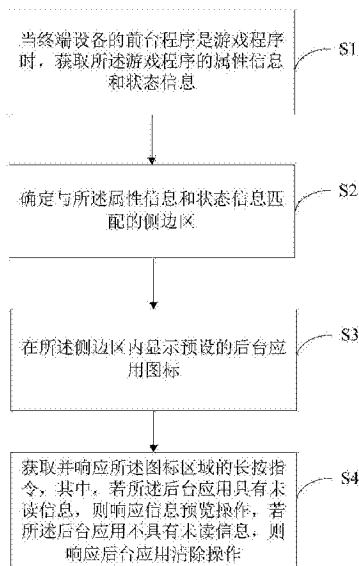 当终端设备的前台程序是游戏程序
时，获取所述游戏程序的属性信息
和状态信息
S1
确定与所述属性信息和状态信息匹
配的侧边区
S2
在所述侧边区内显示预设的后台应
用图标
S3
获取并响应所述图标区域的长按指
令，其中，若所述后台应用具有未
读信息，则响应信息预览操作，若
所述后台应用不具有未读信息，则
响应后台应用清除操作
S4